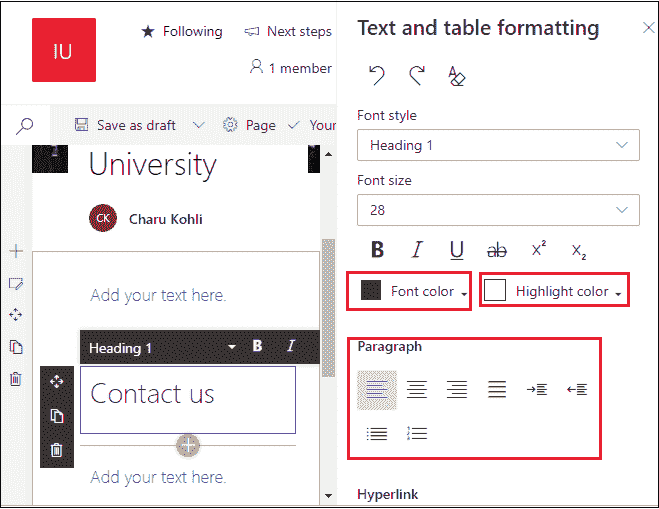 IU
Following
Next steps
1 member
Save as draft
Page
Your
University
CK
Charu Kohli
Add your text here.
Heading 1
B
I
Contact us
Add your text here.
Text and table formatting
Font style
Heading 1
Font size
28
B I U ab x² x₂
Font color
Highlight color
Paragraph
Hyperlink